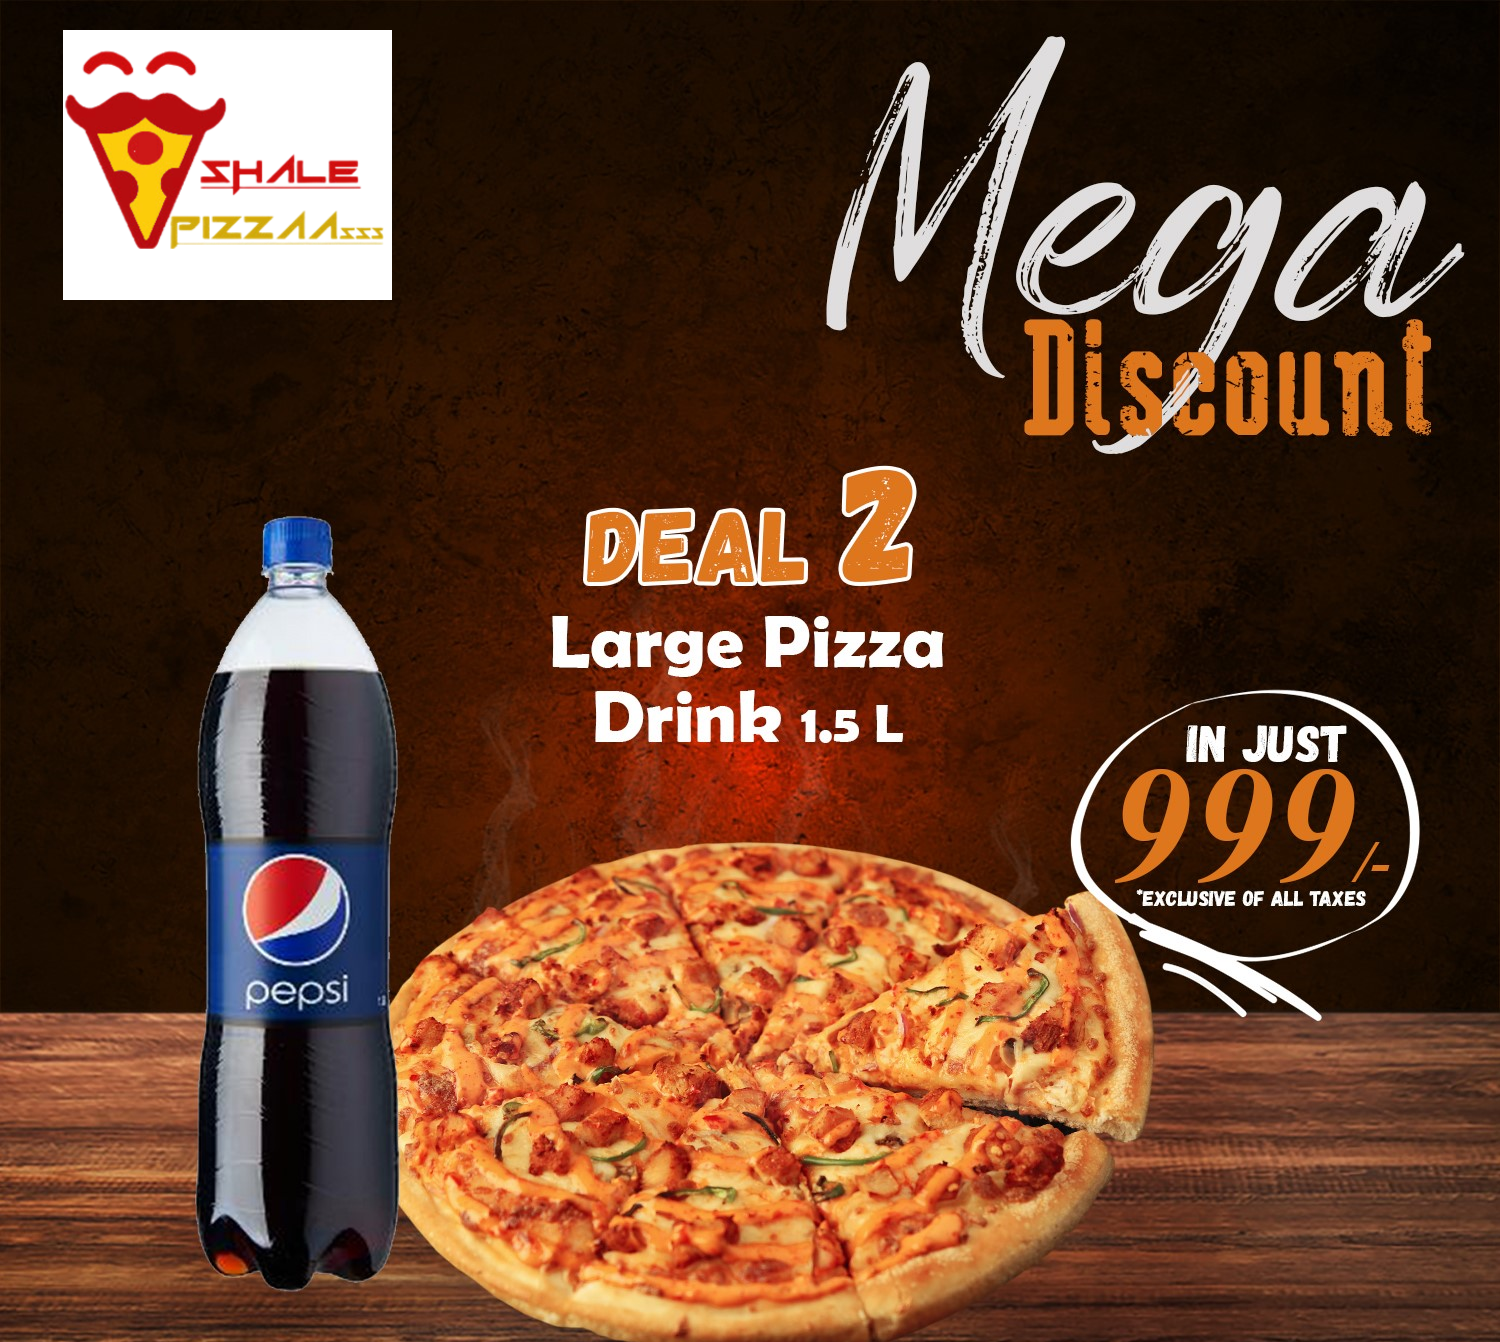 SHALE
PIZZAAsss
Mega
Discount
DEAL 2
Large Pizza
Drink 1.5 L
IN JUST
999/-
*EXCLUSIVE OF ALL TAXES
pepsi